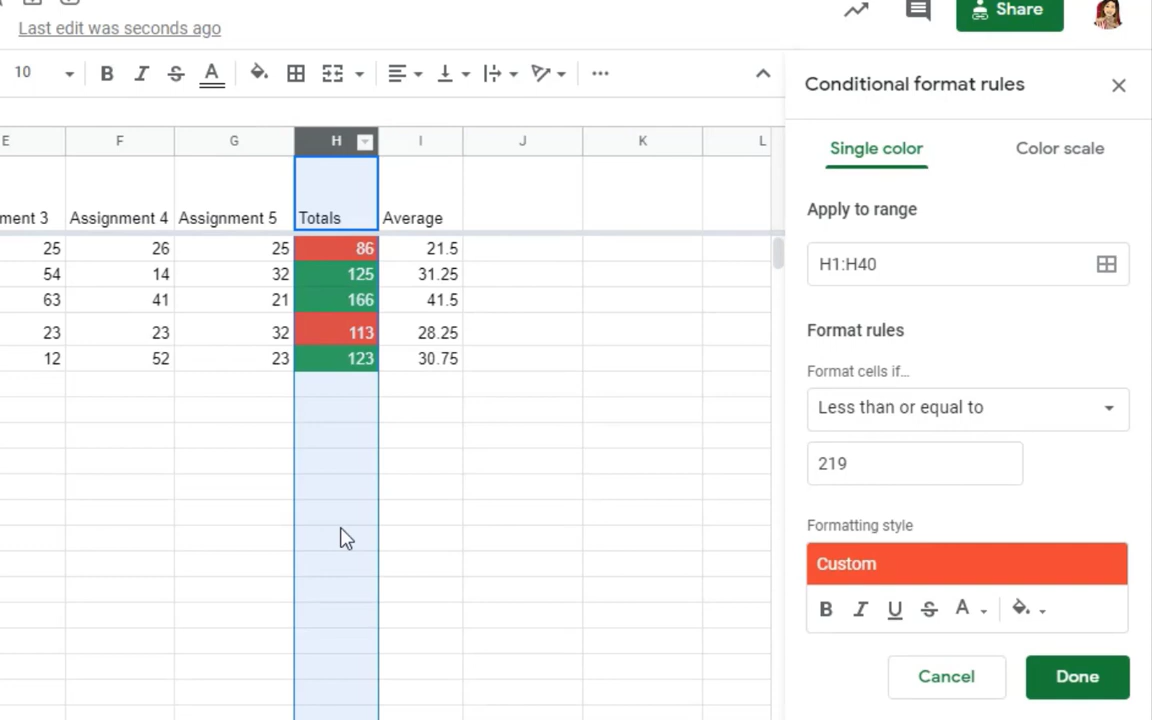 Last edit was seconds ago
Share
10 B I S A
Conditional format rules
Single color Color scale
E F G H I J K L
Apply to range
ment 3 Assignment 4 Assignment 5 Totals Average
25 26 25 86 21.5
H1:H40
54 14 32 125 31.25
63 41 21 166 41.5
23 23 32 113 28.25
12 52 23 123 30.75
Format rules
Format cells if…
Less than or equal to
219
Formatting style
Custom
B I U S A
Cancel Done